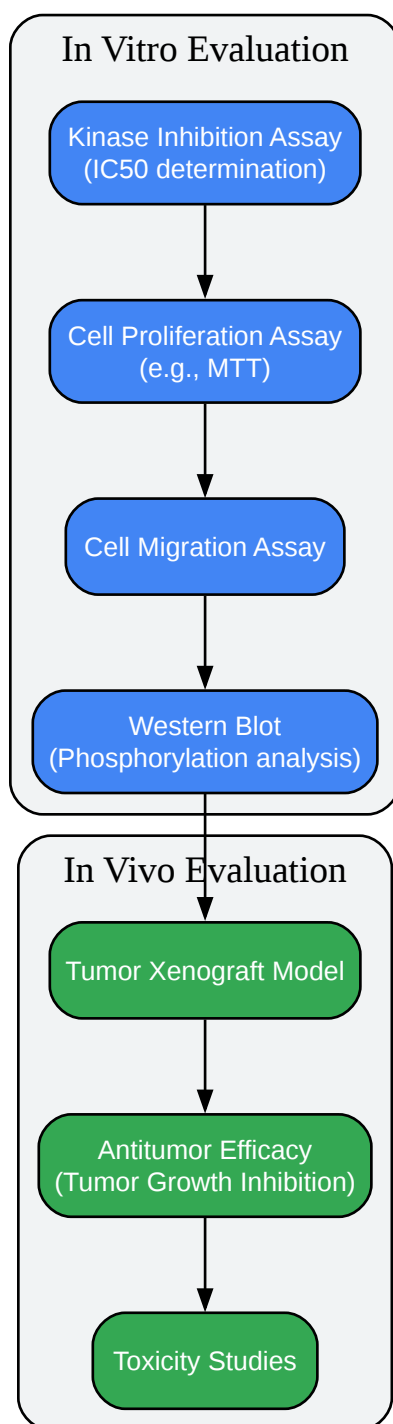 In Vitro Evaluation
Kinase Inhibition Assay
(IC50 determination)
Cell Proliferation Assay
(e.g., MTT)
Cell Migration Assay
Western Blot
(Phosphorylation analysis)
In Vivo Evaluation
Tumor Xenograft Model
Antitumor Efficacy
(Tumor Growth Inhibition)
Toxicity Studies